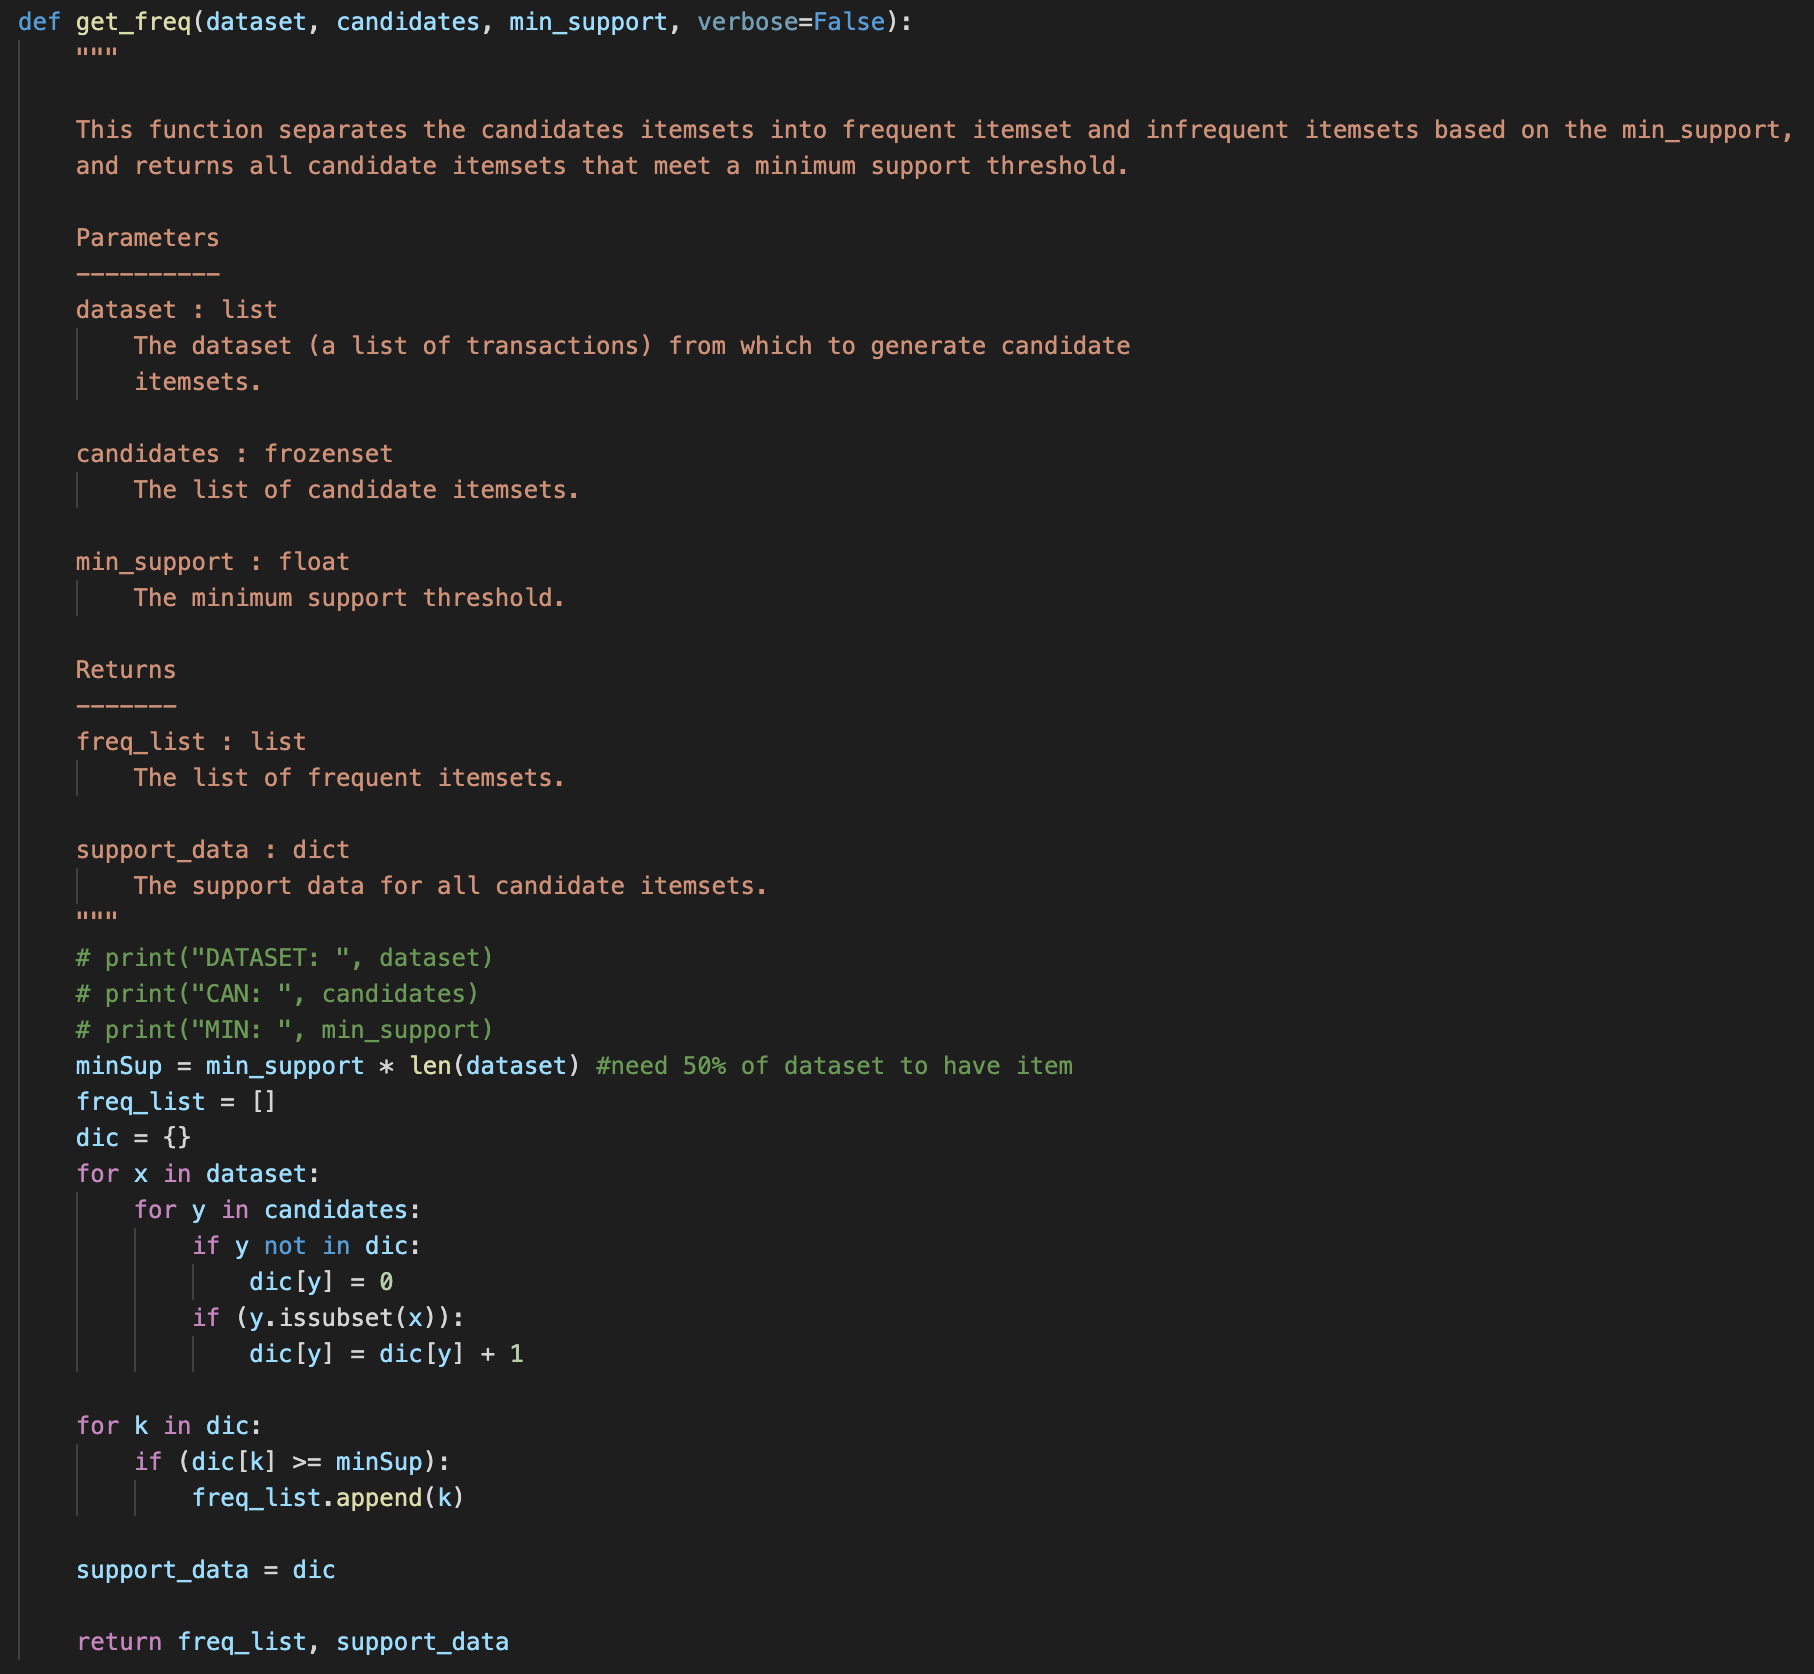 def get_freq(dataset, candidates, min_support, verbose=False):
    """

    This function separates the candidates itemsets into frequent itemset and infrequent itemsets based on the min_support,
    and returns all candidate itemsets that meet a minimum support threshold.

    Parameters
    ----------
    dataset : list
        The dataset (a list of transactions) from which to generate candidate
        itemsets.

    candidates : frozenset
        The list of candidate itemsets.

    min_support : float
        The minimum support threshold.

    Returns
    -------
    freq_list : list
        The list of frequent itemsets.

    support_data : dict
        The support data for all candidate itemsets.
    """
    # print("DATASET: ", dataset)
    # print("CAN: ", candidates)
    # print("MIN: ", min_support)
    minSup = min_support * len(dataset) #need 50% of dataset to have item
    freq_list = []
    dic = {}
    for x in dataset:
        for y in candidates:
            if y not in dic:
                dic[y] = 0
            if (y.issubset(x)):
                dic[y] = dic[y] + 1

    for k in dic:
        if (dic[k] >= minSup):
            freq_list.append(k)

    support_data = dic

    return freq_list, support_data